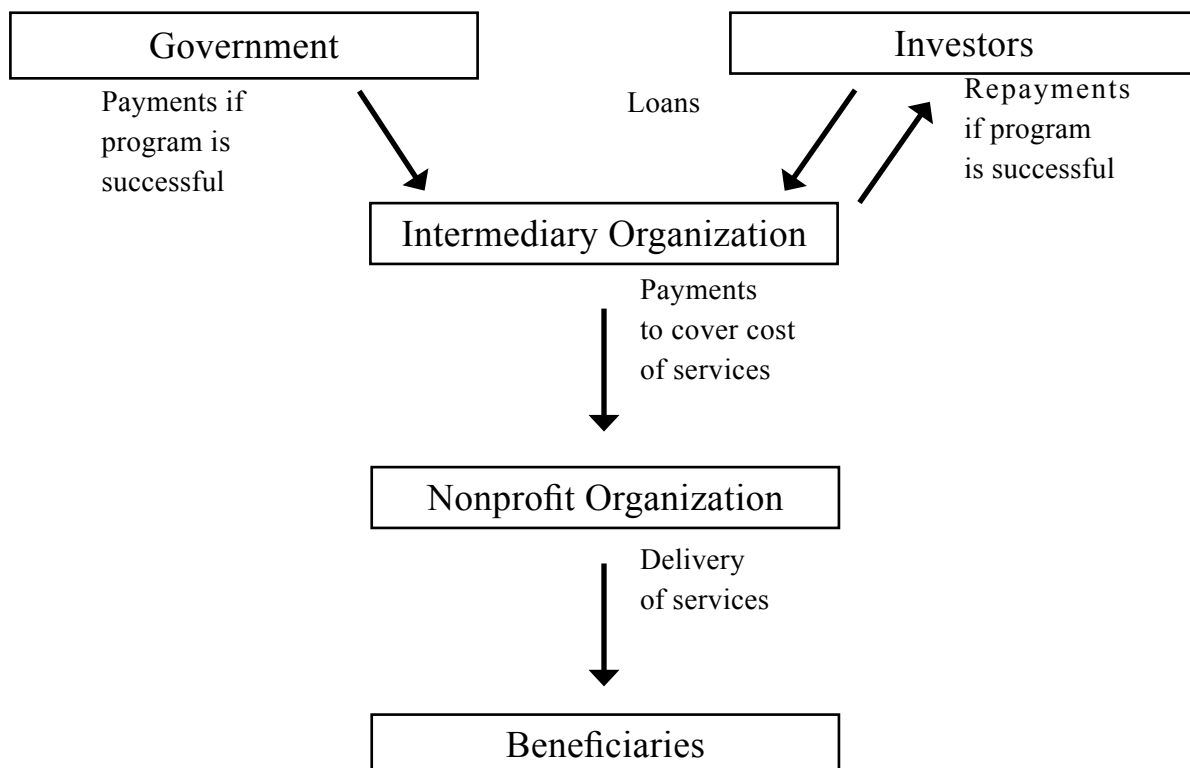 Government
Investors
Payments if
program is
successful
Loans
Repayments
if program
is successful
Intermediary Organization
Payments
to cover cost
of services
Nonprofit Organization
Delivery
of services
Beneficiaries